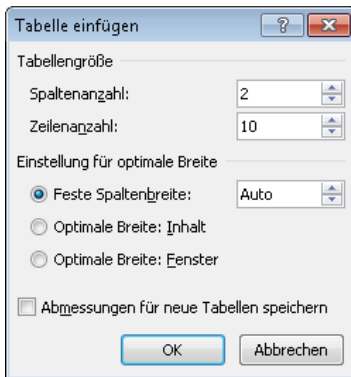 Tabelle einfügen
Tabellengröße
Spaltenanzahl: 2
Zeilenanzahl: 10
Einstellung für optimale Breite
Feste Spaltenbreite: Auto
Optimale Breite: Inhalt
Optimale Breite: Fenster
Abmessungen für neue Tabellen speichern
OK Abbrechen